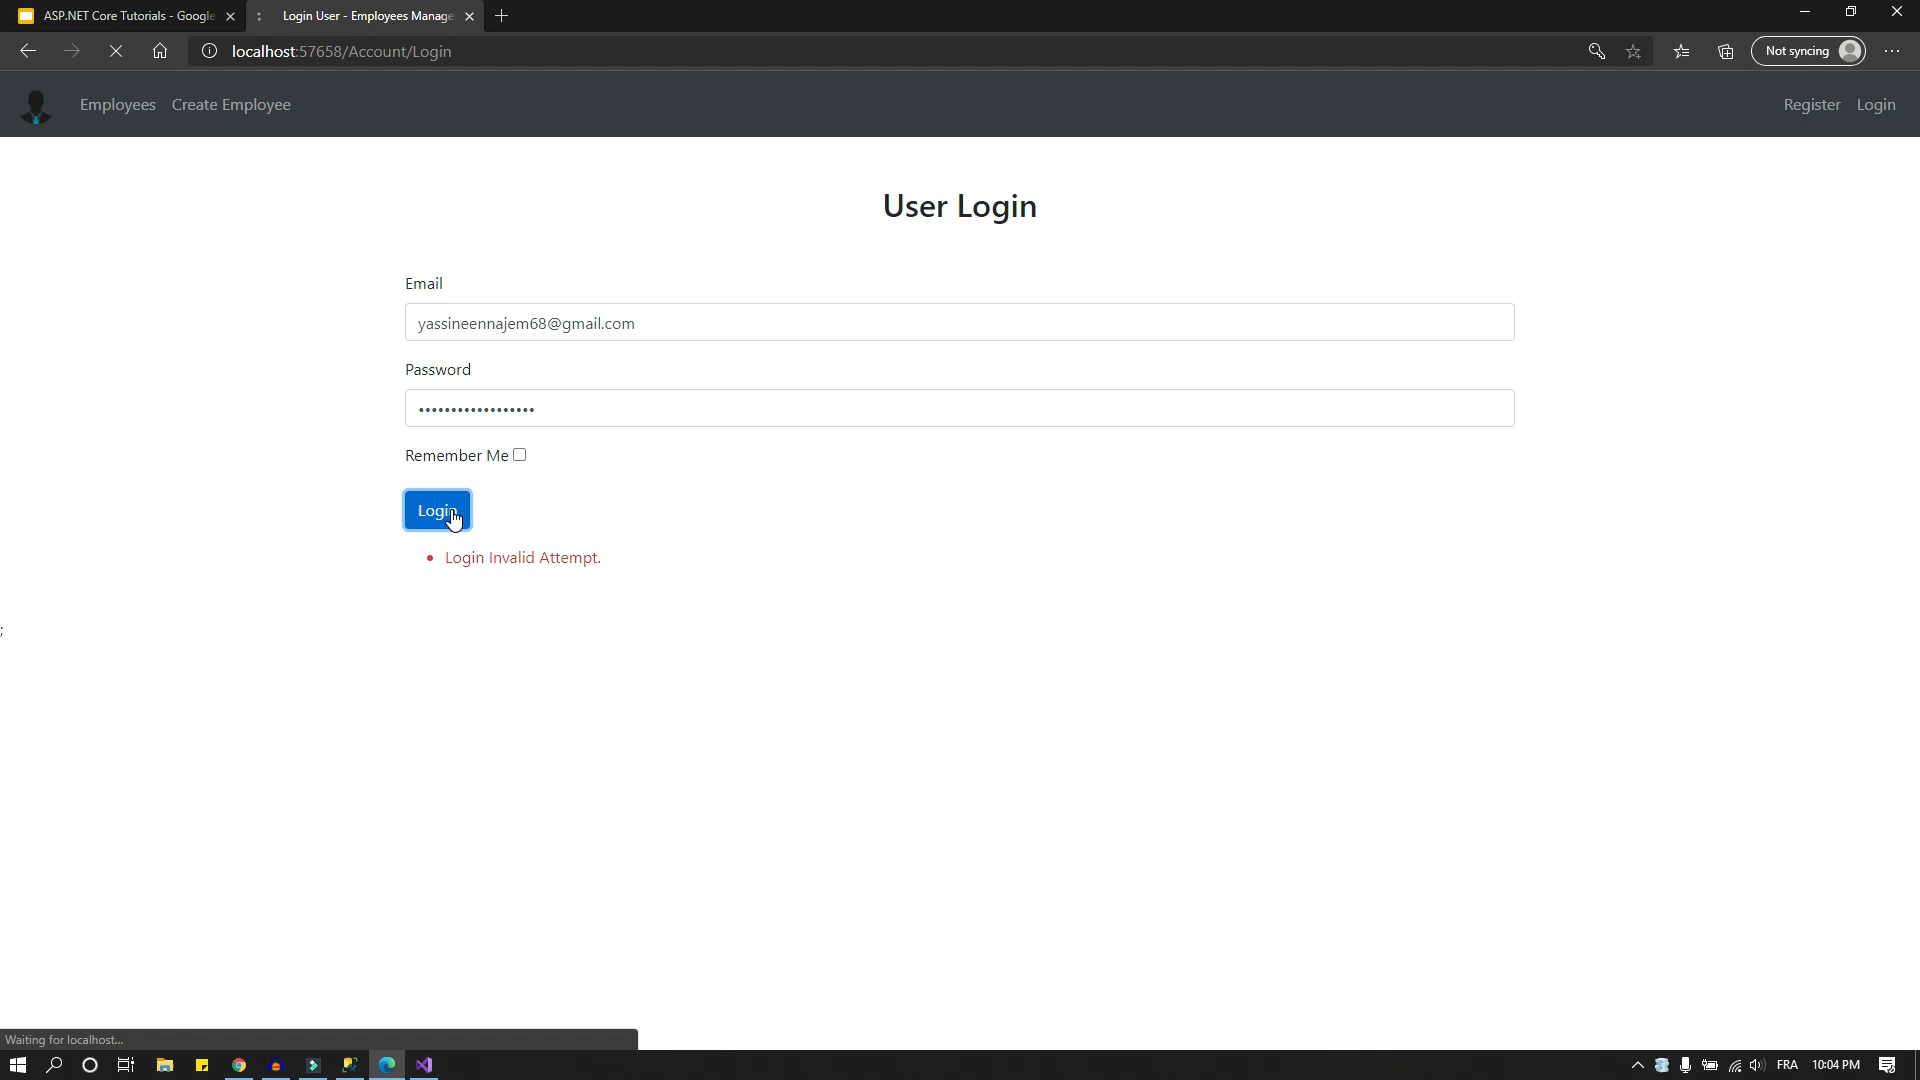 ASP.NET Core Tutorials - Google
Login User - Employees Manage
localhost:57658/Account/Login
Not syncing
Employees Create Employee
Register Login
User Login
Email
yassineennajem68@gmail.com
Password
••••••••••••••••••
Remember Me
Login
• Login Invalid Attempt.
;
Waiting for localhost...
FRA 10:04 PM